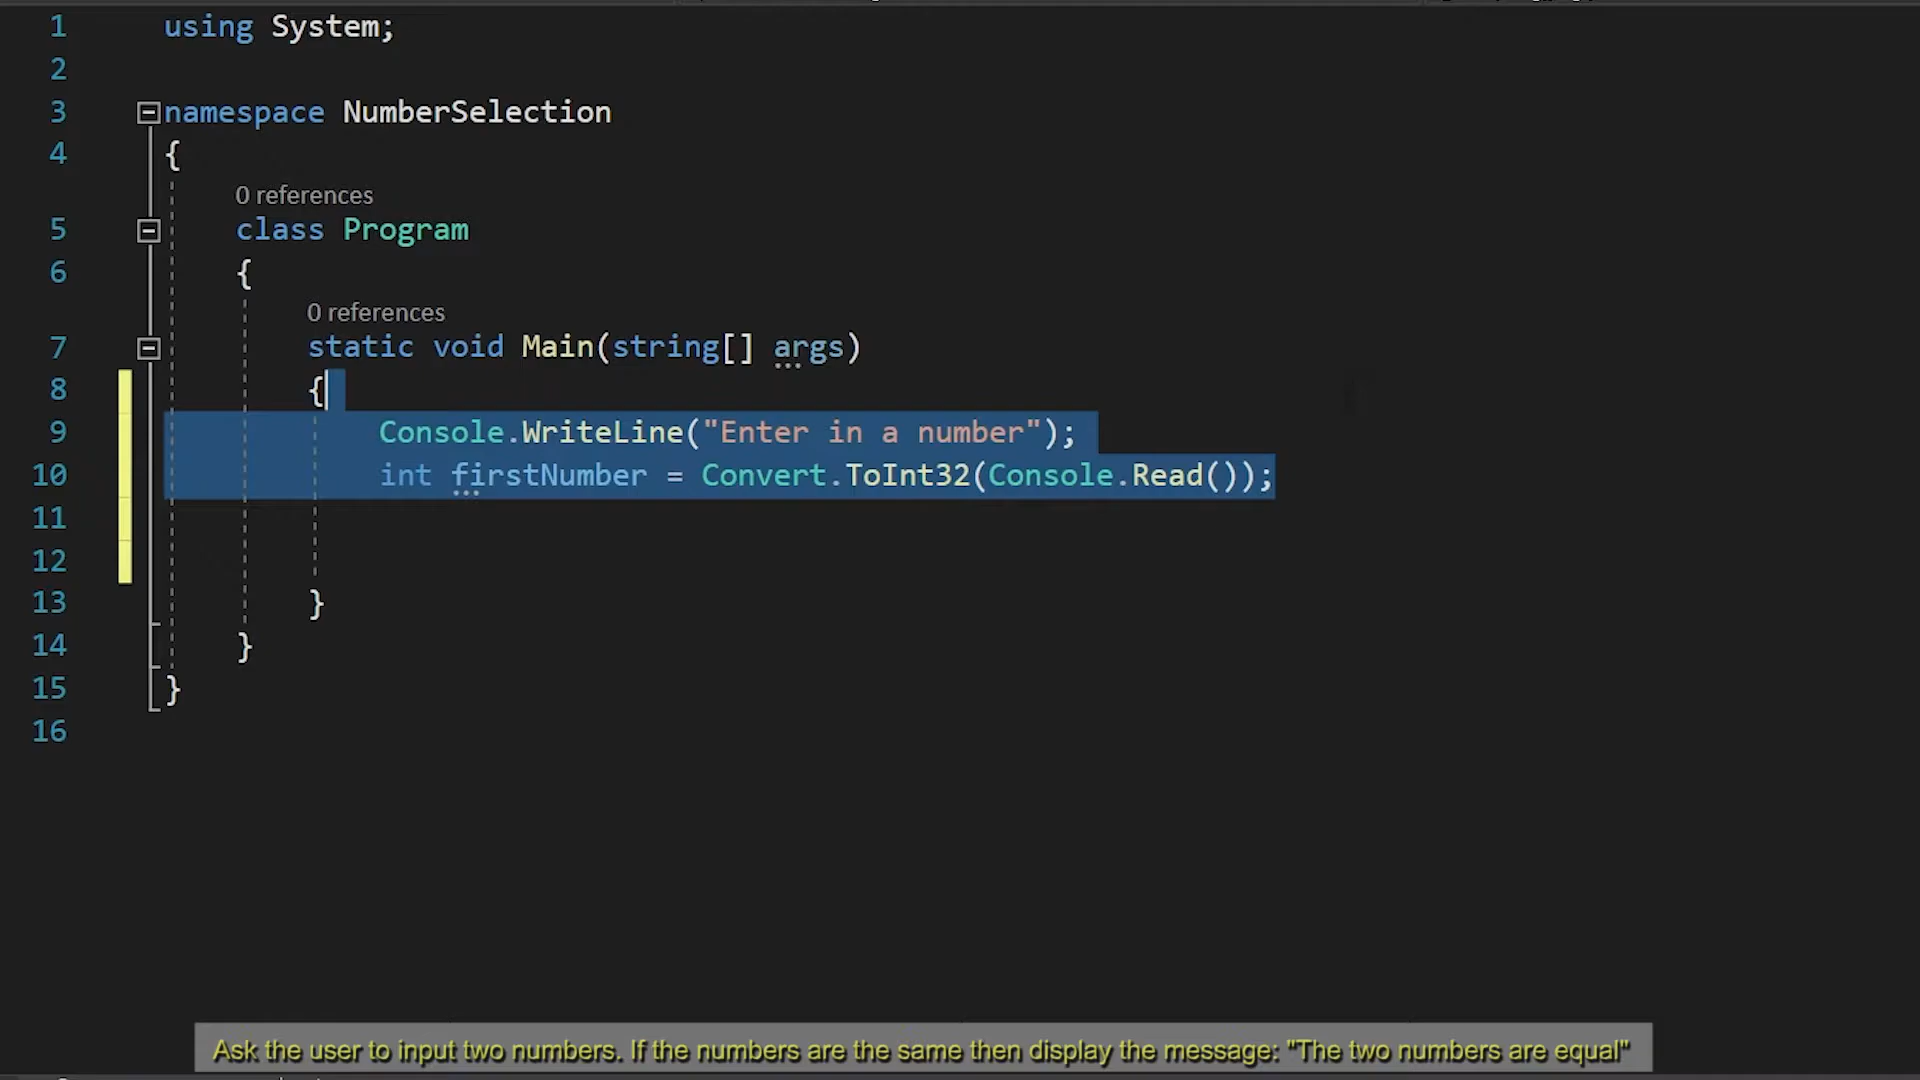 1 using System;
2
3 namespace NumberSelection
4 {
0 references
5 class Program
6 {
0 references
7 static void Main(string[] args)
8 {
9 Console.WriteLine("Enter in a number");
10 int firstNumber = Convert.ToInt32(Console.Read());
11
12
13 }
14 }
15 }
16
Ask the user to input two numbers. If the numbers are the same then display the message: "The two numbers are equal"